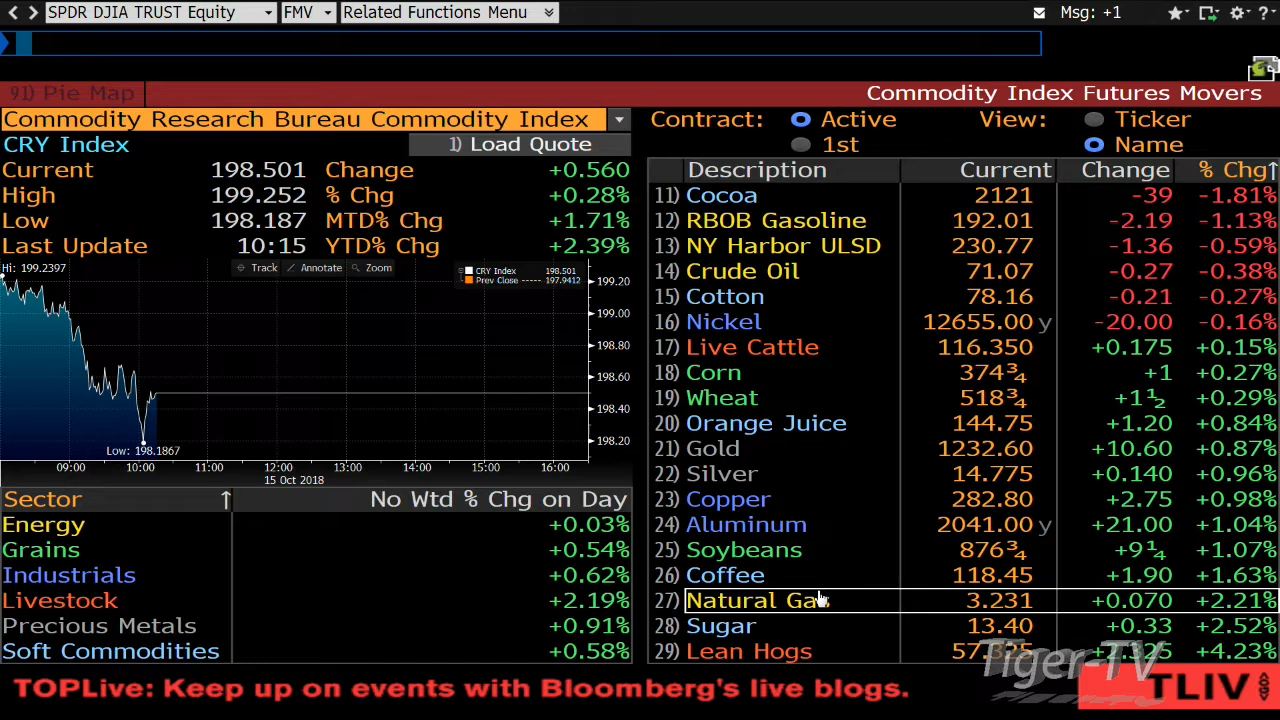 SPDR DJIA TRUST Equity FMV Related Functions Menu Msg: +1 ?
91) Pie Map Commodity Index Futures Movers
Commodity Research Bureau Commodity Index
Contract: Active View: Ticker
CRY Index 1) Load Quote
1st Name
Current 198.501 Change +0.560
High 199.252 % Chg +0.28%
Low 198.187 MTD% Chg +1.71%
Last Update 10:15 YTD% Chg +2.39%
Hi: 199.2397 Track Annotate Zoom CRY Index 198.501
Prev Close ----- 197.9412
199.20
199.00
198.80
198.60
198.40
198.20
Low: 198.1867
09:00 10:00 11:00 12:00 13:00 14:00 15:00 16:00
15 Oct 2018
Sector ↑ No Wtd % Chg on Day
Energy +0.03%
Grains +0.54%
Industrials +0.62%
Livestock +2.19%
Precious Metals +0.91%
Soft Commodities +0.58%
Description Current Change % Chg↑
11) Cocoa 2121 -39 -1.81%
12) RBOB Gasoline 192.01 -2.19 -1.13%
13) NY Harbor ULSD 230.77 -1.36 -0.59%
14) Crude Oil 71.07 -0.27 -0.38%
15) Cotton 78.16 -0.21 -0.27%
16) Nickel 12655.00 y -20.00 -0.16%
17) Live Cattle 116.350 +0.175 +0.15%
18) Corn 374¾ +1 +0.27%
19) Wheat 518¾ +1½ +0.29%
20) Orange Juice 144.75 +1.20 +0.84%
21) Gold 1232.60 +10.60 +0.87%
22) Silver 14.775 +0.140 +0.96%
23) Copper 282.80 +2.75 +0.98%
24) Aluminum 2041.00 y +21.00 +1.04%
25) Soybeans 876¾ +9¼ +1.07%
26) Coffee 118.45 +1.90 +1.63%
27) Natural Gas 3.231 +0.070 +2.21%
28) Sugar 13.40 +0.33 +2.52%
29) Lean Hogs 57.325 +2.325 +4.23%
Tiger-TV
TOPLive: Keep up on events with Bloomberg's live blogs. TLIV